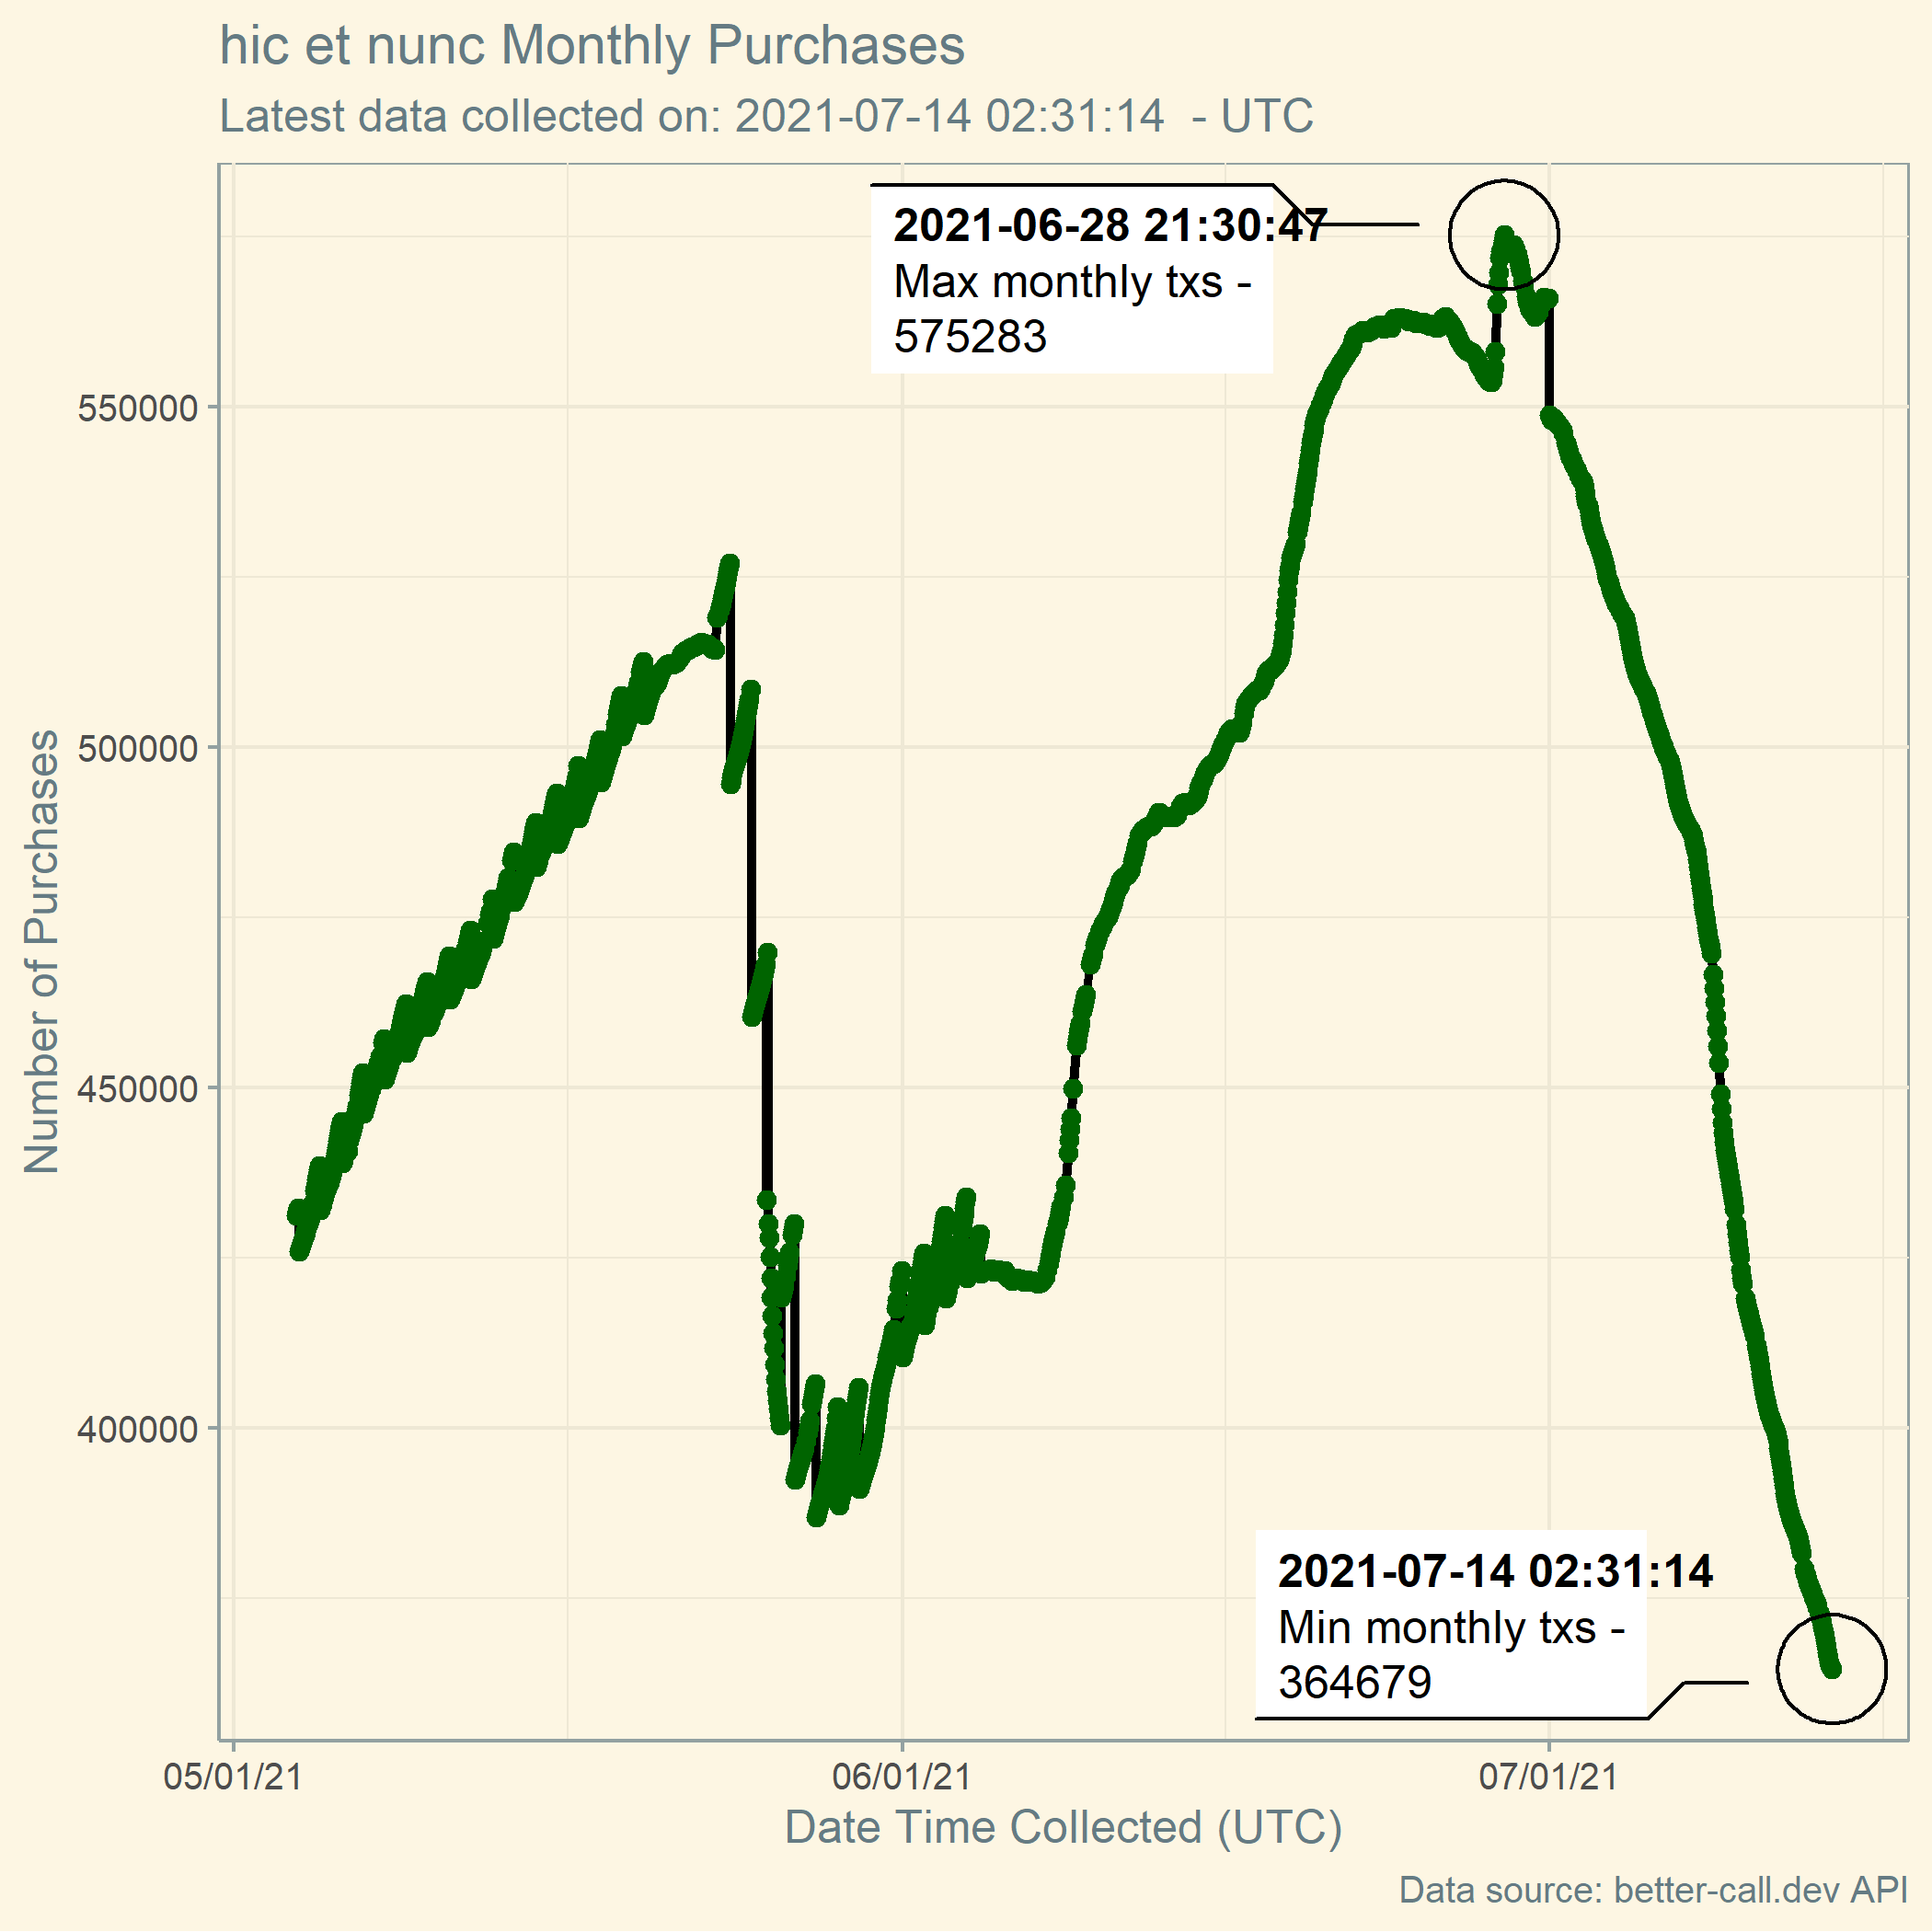 hic et nunc Monthly Purchases
Latest data collected on: 2021-07-14 02:31:14  - UTC
2021-06-28 21:30:47
Max monthly txs -
575283
550000
500000
Number of Purchases
450000
400000
2021-07-14 02:31:14
Min monthly txs -
364679
05/01/21
06/01/21
07/01/21
Date Time Collected (UTC)
Data source: better-call.dev API